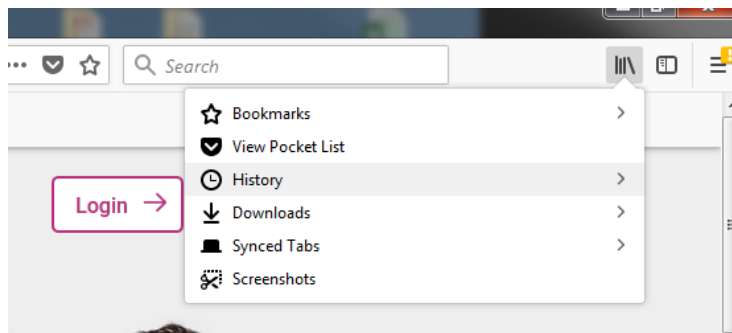 Search
Bookmarks
View Pocket List
History
Login →
Downloads
Synced Tabs
Screenshots